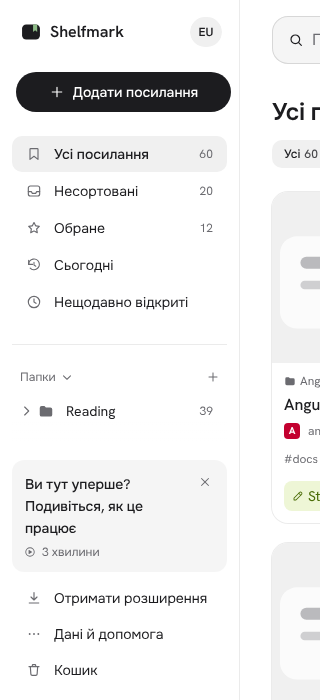 Shelfmark
EU
Додати посилання
Усі посилання 60
Несортовані 20
Обране 12
Сьогодні
Нещодавно відкриті
Папки
Reading 39
Ви тут уперше?
Подивіться, як це
працює
3 хвилини
Отримати розширення
Дані й допомога
Кошик
Усі 60
Ang
Angu
A an
#docs
St